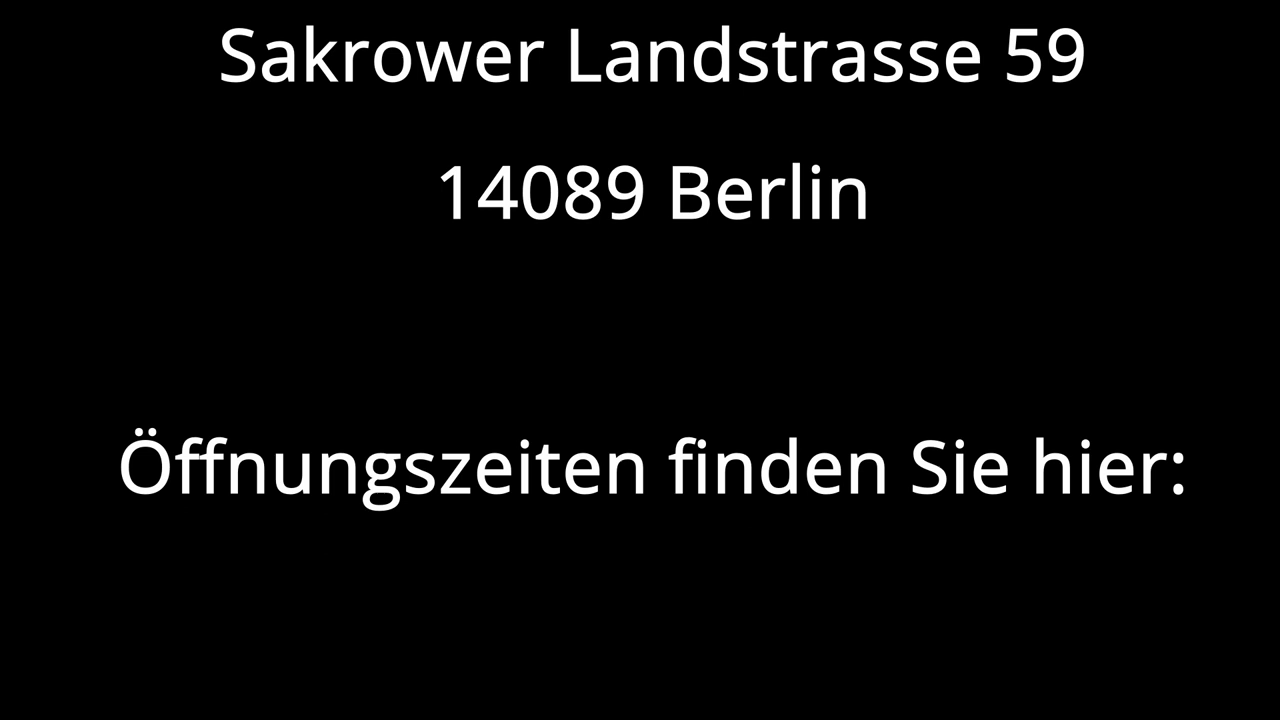 Sakrower Landstrasse 59
14089 Berlin
Öffnungszeiten finden Sie hier: